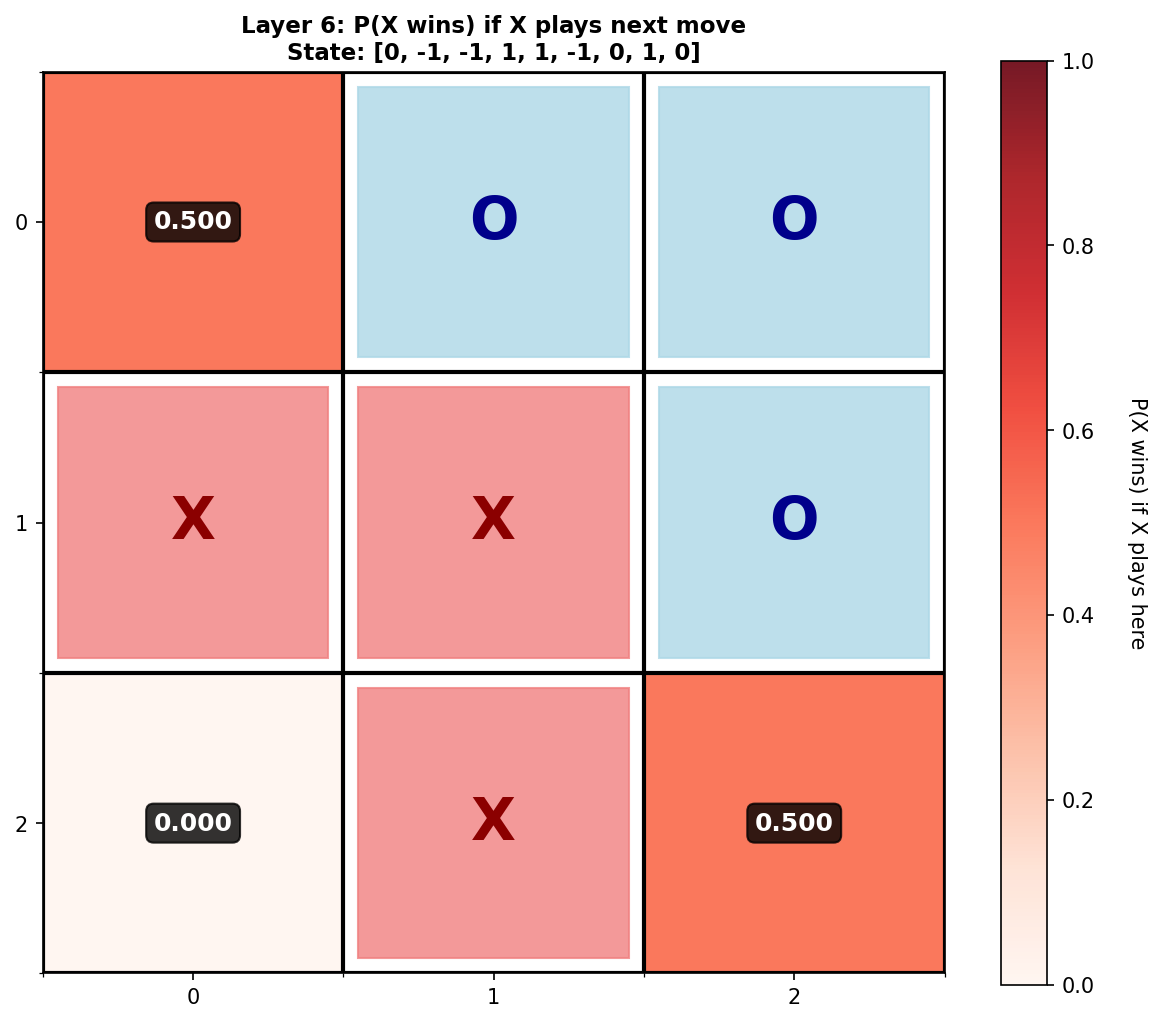 Layer 6: P(X wins) if X plays next move
State: [0, -1, -1, 1, 1, -1, 0, 1, 0]
0 0.500 O O
1 X X O
2 0.000 X 0.500
0 1 2
1.0
0.8
0.6
0.4
0.2
0.0
P(X wins) if X plays here